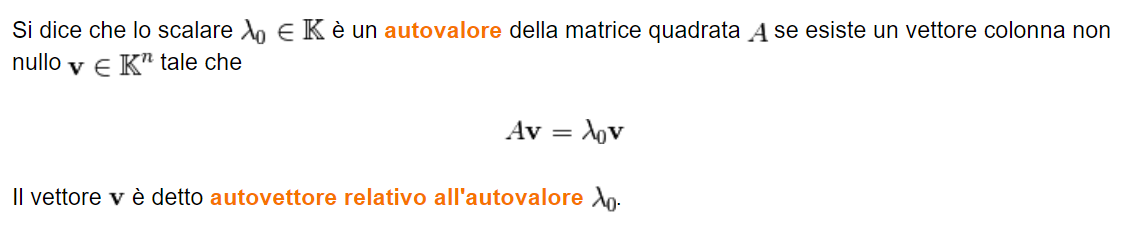 Si dice che lo scalare λ₀ ∈ 𝕂 è un autovalore della matrice quadrata A se esiste un vettore colonna non
nullo v ∈ 𝕂ⁿ tale che
Av = λ₀v
Il vettore v è detto autovettore relativo all'autovalore λ₀.